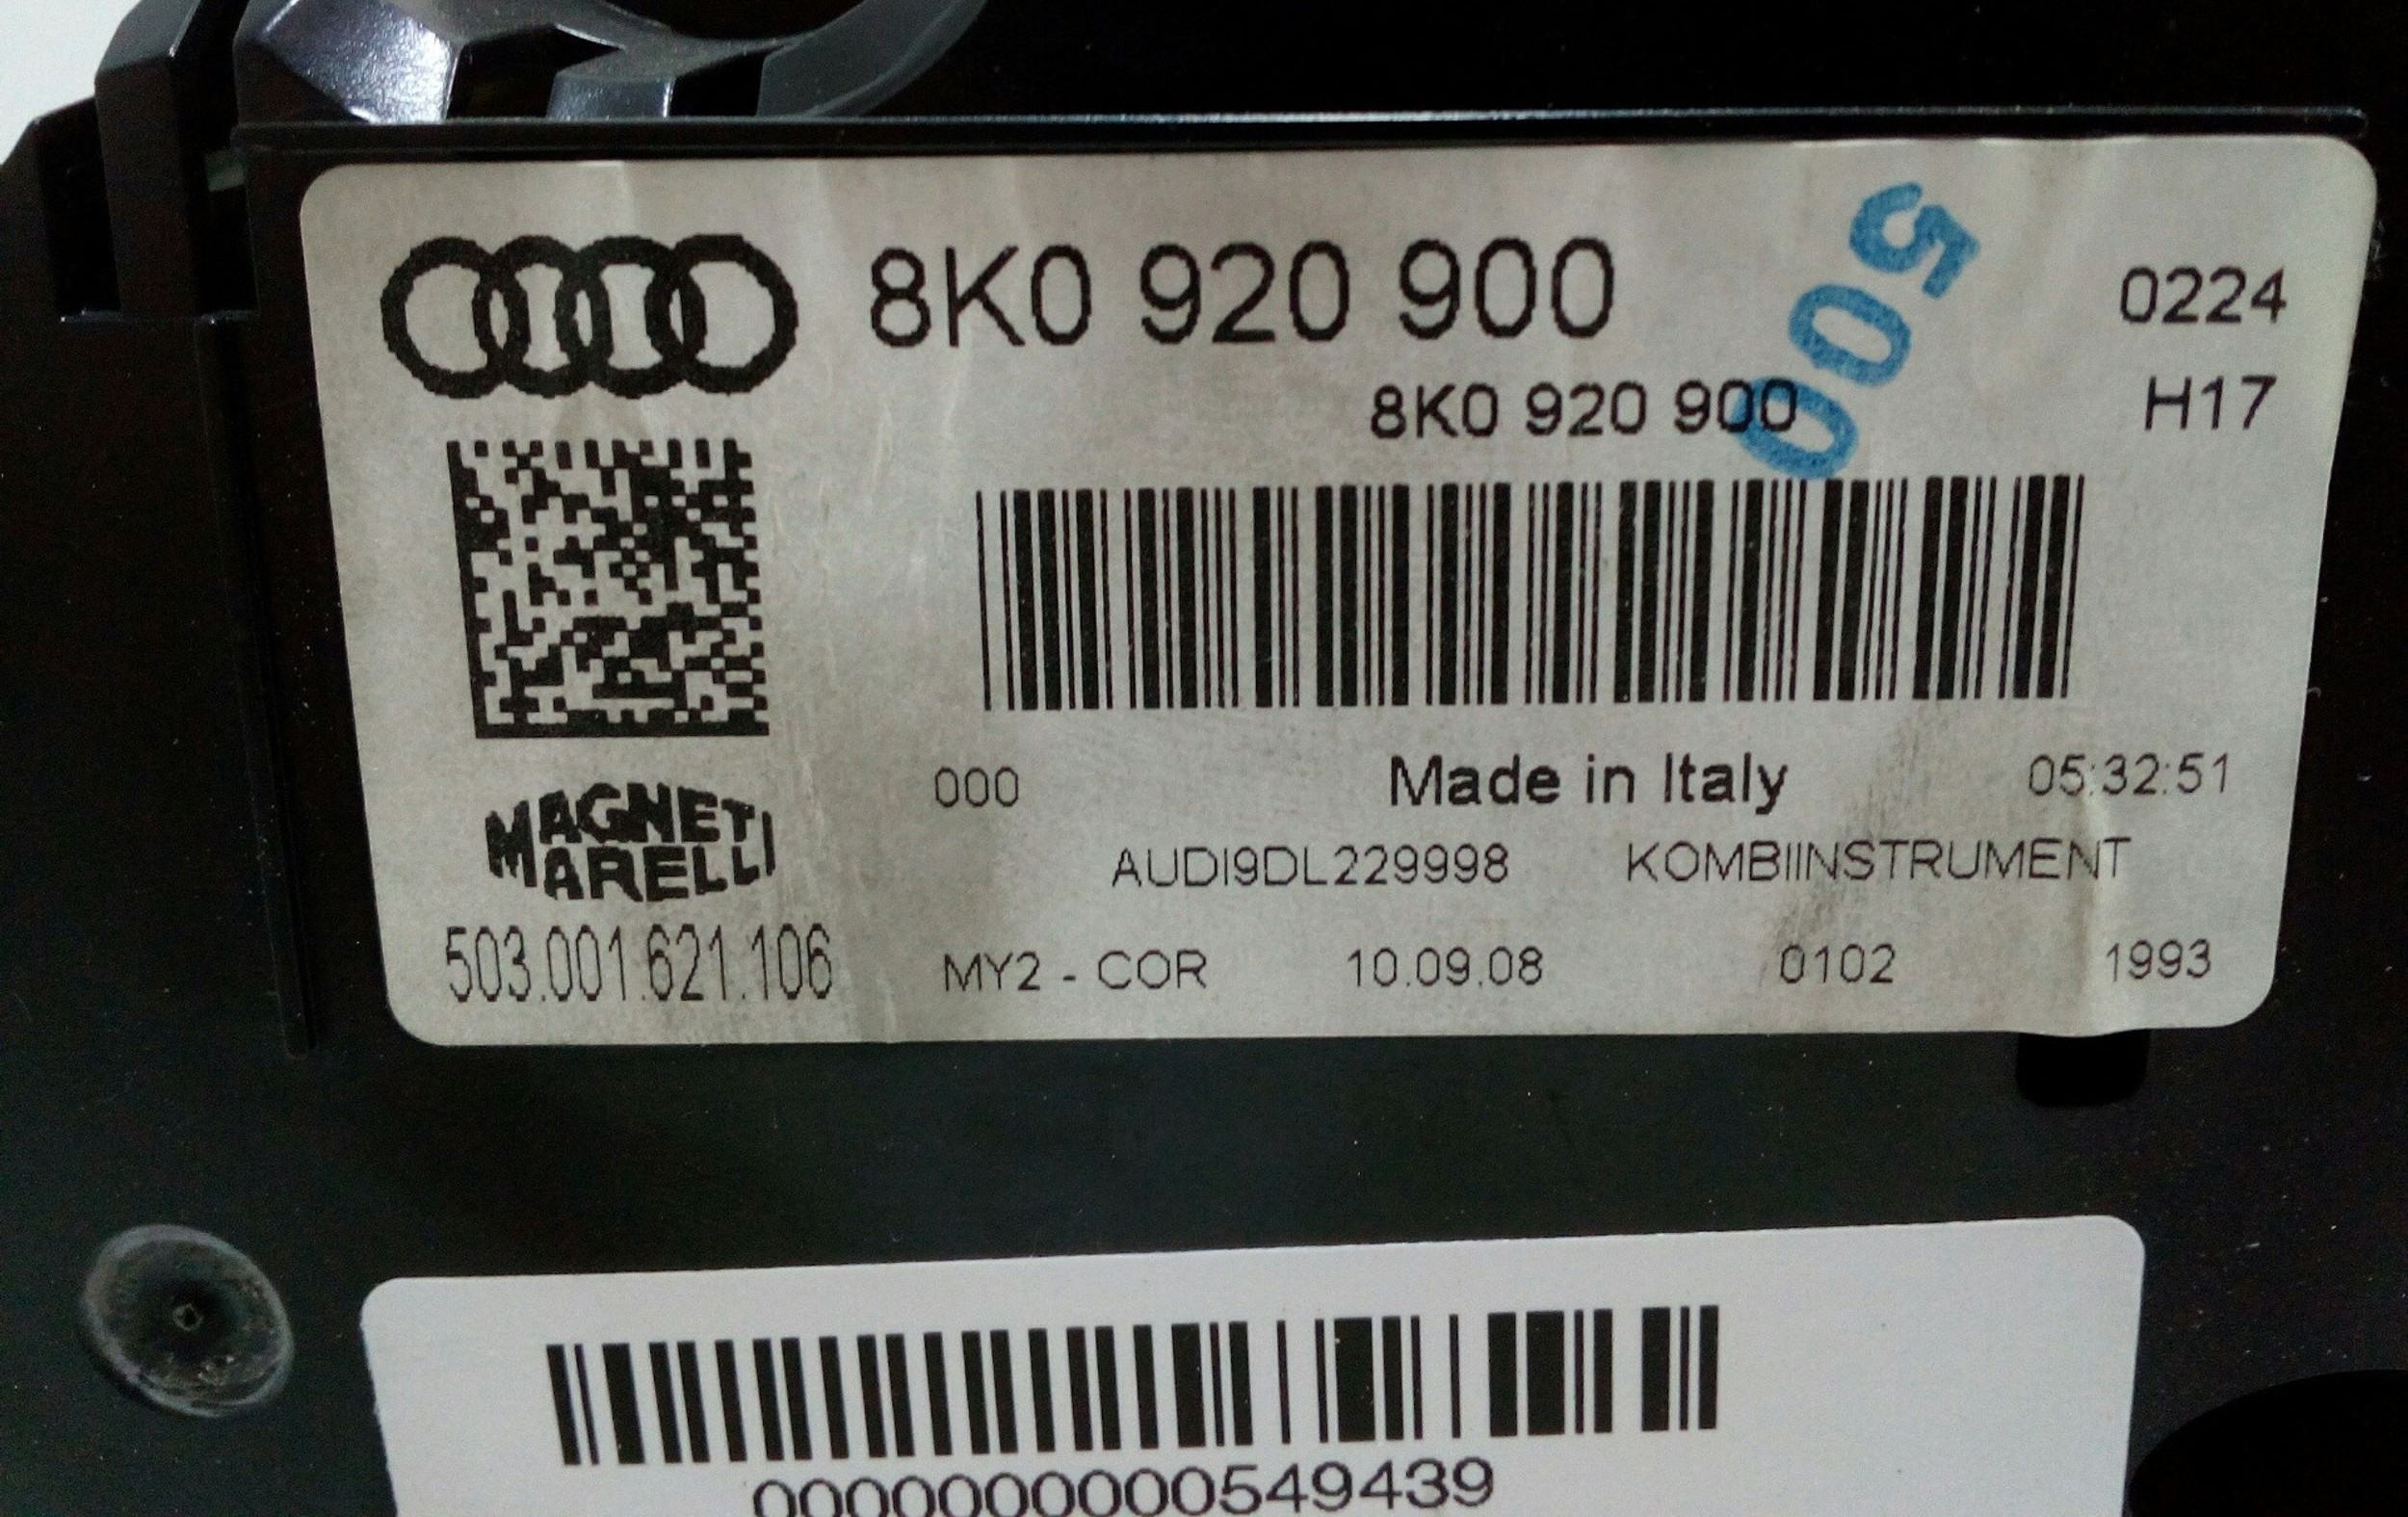 8K0 920 900
500
0224
8K0 920 900
H17
000 Made in Italy 05:32:51
MAGNETI
MARELLI
AUDI9DL229998 KOMBIINSTRUMENT
503.001.621.106 MY2 - COR 10.09.08 0102 1993
0000000000549439